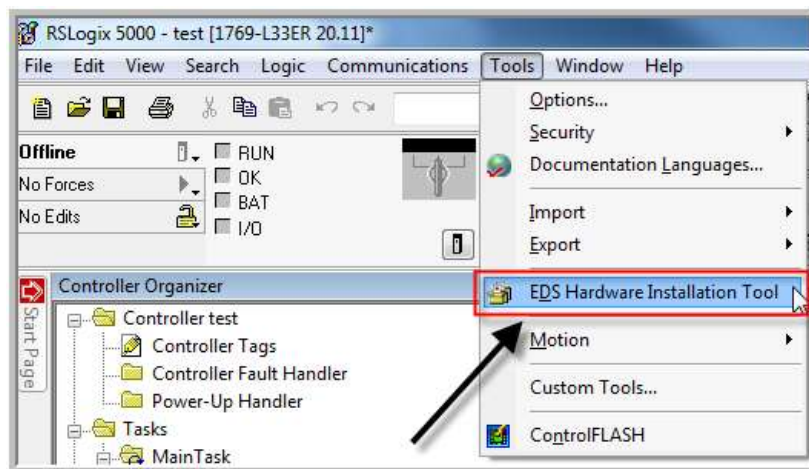 RSLogix 5000 - test [1769-L33ER 20.11]*
File Edit View Search Logic Communications Tools Window Help
Options...
Security
Documentation Languages...
Import
Export
EDS Hardware Installation Tool
Motion
Custom Tools...
ControlFLASH
Offline
RUN
No Forces
OK
No Edits
BAT
I/O
Start Page
Controller Organizer
Controller test
Controller Tags
Controller Fault Handler
Power-Up Handler
Tasks
MainTask